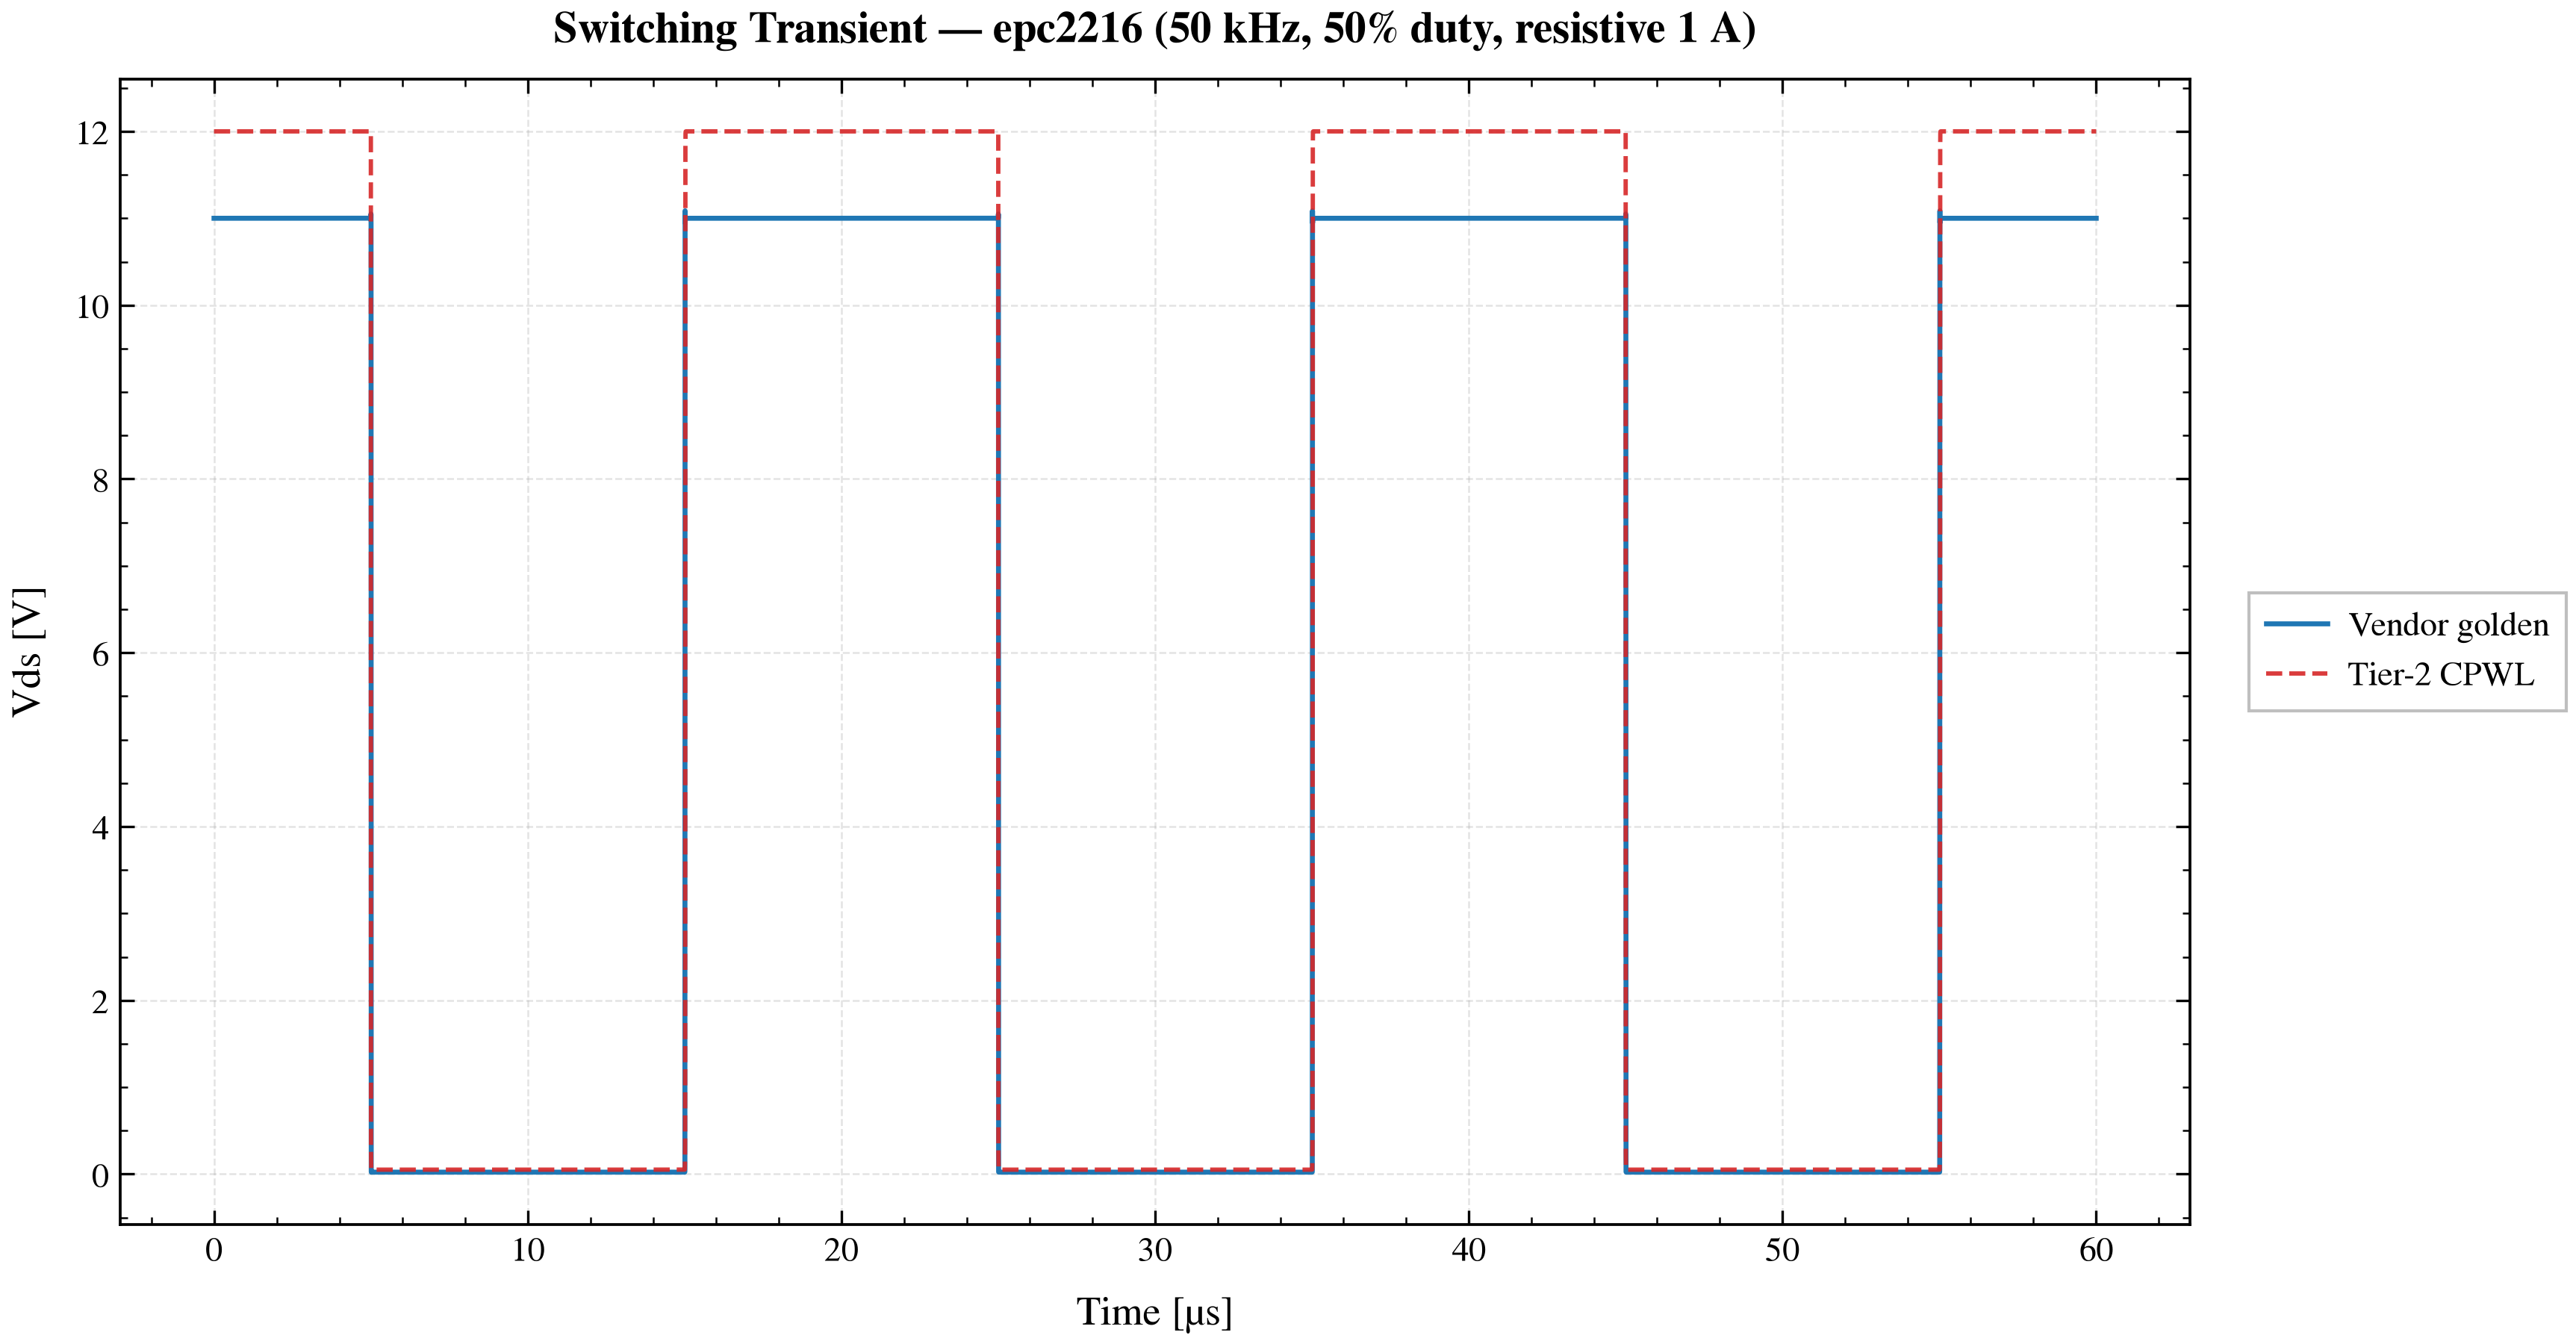 Switching Transient — epc2216 (50 kHz, 50% duty, resistive 1 A)
Vds [V]
12
10
8
6
4
2
0
0 10 20 30 40 50 60
Time [µs]
Vendor golden
Tier-2 CPWL